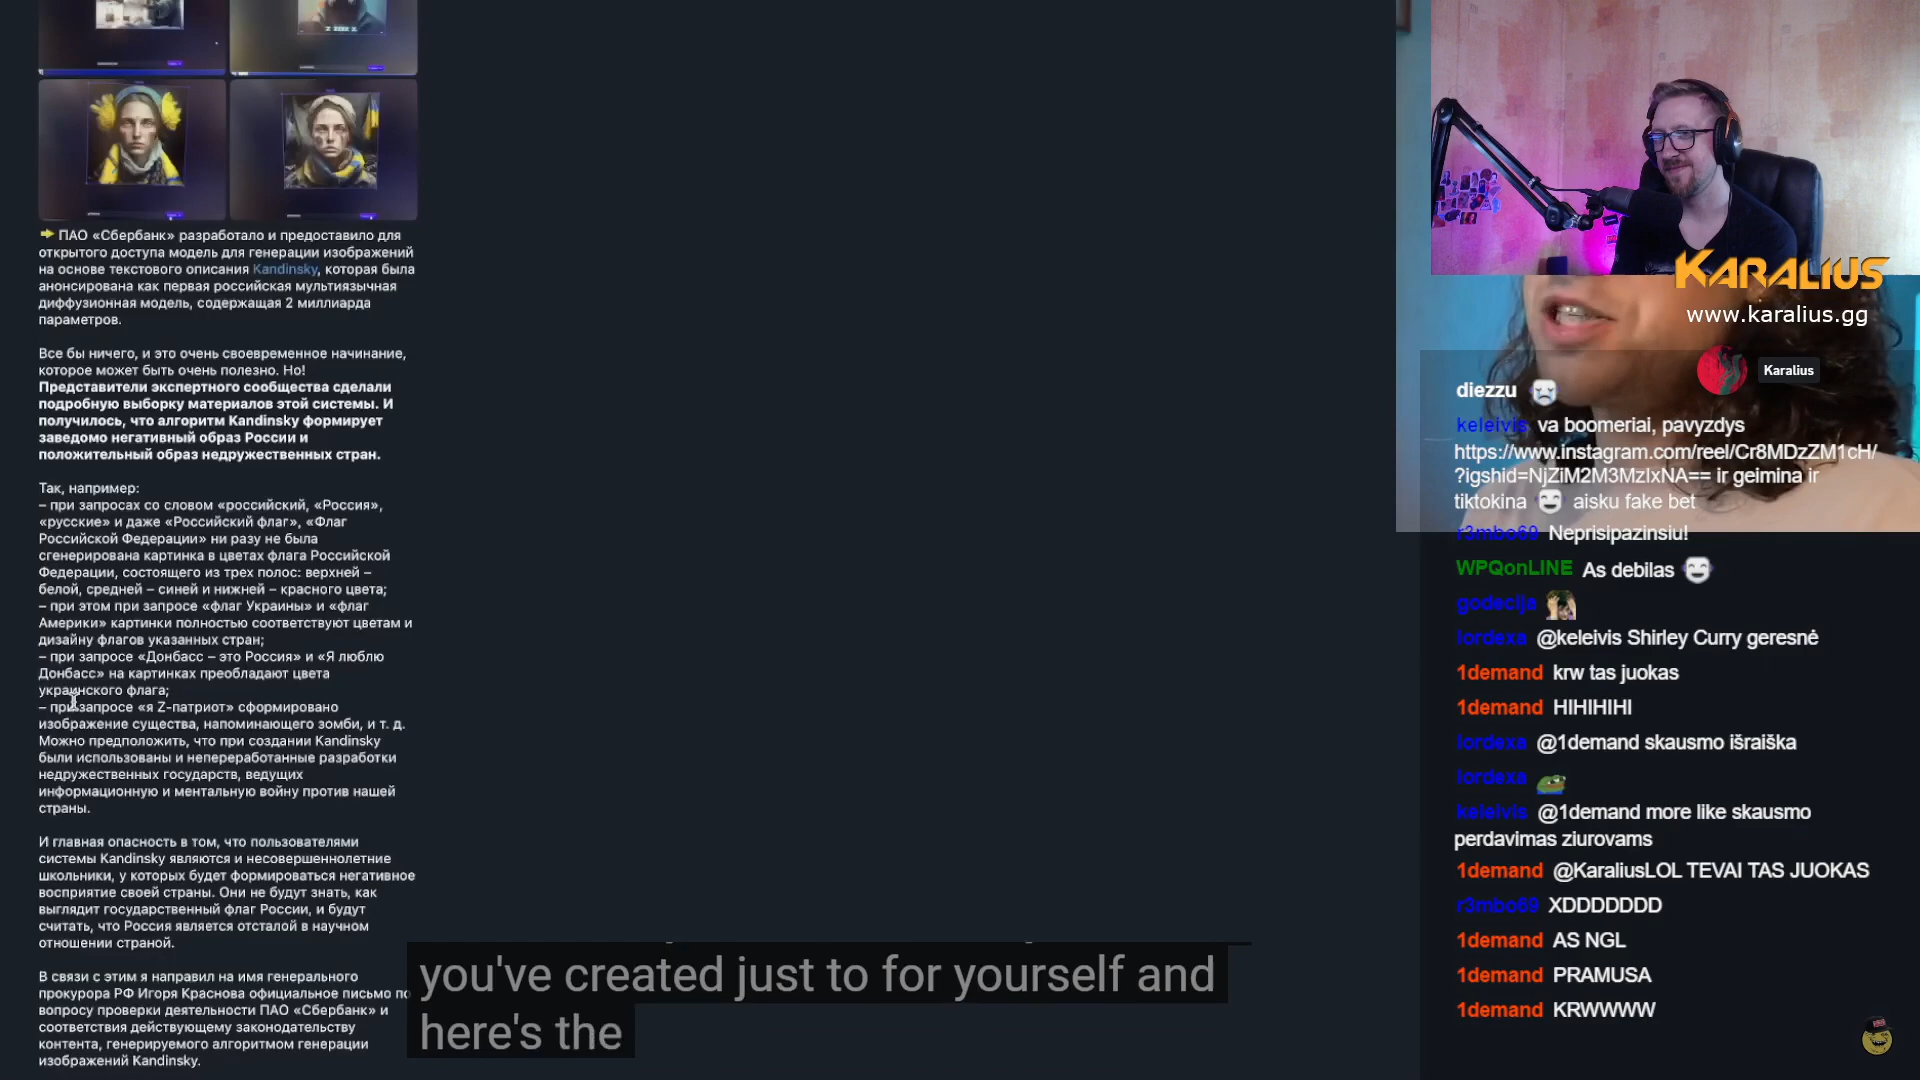 ➡ ПАО «Сбербанк» разработало и предоставило для
открытого доступа модель для генерации изображений
на основе текстового описания Kandinsky, которая была
анонсирована как первая российская мультиязычная
диффузионная модель, содержащая 2 миллиарда
параметров.
Все бы ничего, и это очень своевременное начинание,
которое может быть очень полезно. Но!
Представители экспертного сообщества сделали
подробную выборку материалов этой системы. И
получилось, что алгоритм Kandinsky формирует
заведомо негативный образ России и
положительный образ недружественных стран.
Так, например:
– при запросах со словом «российский, «Россия»,
«русские» и даже «Российский флаг», «Флаг
Российской Федерации» ни разу не была
сгенерирована картинка в цветах флага Российской
Федерации, состоящего из трех полос: верхней –
белой, средней – синей и нижней – красного цвета;
– при этом при запросе «флаг Украины» и «флаг
Америки» картинки полностью соответствуют цветам и
дизайну флагов указанных стран;
– при запросе «Донбасс – это Россия» и «Я люблю
Донбасс» на картинках преобладают цвета
украинского флага;
– при запросе «я Z-патриот» сформировано
изображение существа, напоминающего зомби, и т. д.
Можно предположить, что при создании Kandinsky
были использованы и непереработанные разработки
недружественных государств, ведущих
информационную и ментальную войну против нашей
страны.
И главная опасность в том, что пользователями
системы Kandinsky являются и несовершеннолетние
школьники, у которых будет формироваться негативное
восприятие своей страны. Они не будут знать, как
выглядит государственный флаг России, и будут
считать, что Россия является отсталой в научном
отношении страной.
В связи с этим я направил на имя генерального
прокурора РФ Игоря Краснова официальное письмо по
вопросу проверки деятельности ПАО «Сбербанк» и
соответствия действующему законодательству
контента, генерируемого алгоритмом генерации
изображений Kandinsky.
you've created just to for yourself and
here's the
KARALIUS
www.karalius.gg
Karalius
diezzu
keleivis va boomeriai, pavyzdys
https://www.instagram.com/reel/Cr8MDzZM1cH/
?igshid=NjZiM2M3MzIxNA== ir geimina ir
tiktokina aisku fake bet
r3mbo69 Neprisipazinsiu!
WPQonLINE As debilas
godecija
lordexa @keleivis Shirley Curry geresnė
1demand krw tas juokas
1demand HIHIHIHI
lordexa @1demand skausmo išraiška
lordexa
keleivis @1demand more like skausmo
perdavimas ziurovams
1demand @KaraliusLOL TEVAI TAS JUOKAS
r3mbo69 XDDDDDDD
1demand AS NGL
1demand PRAMUSA
1demand KRWWWW